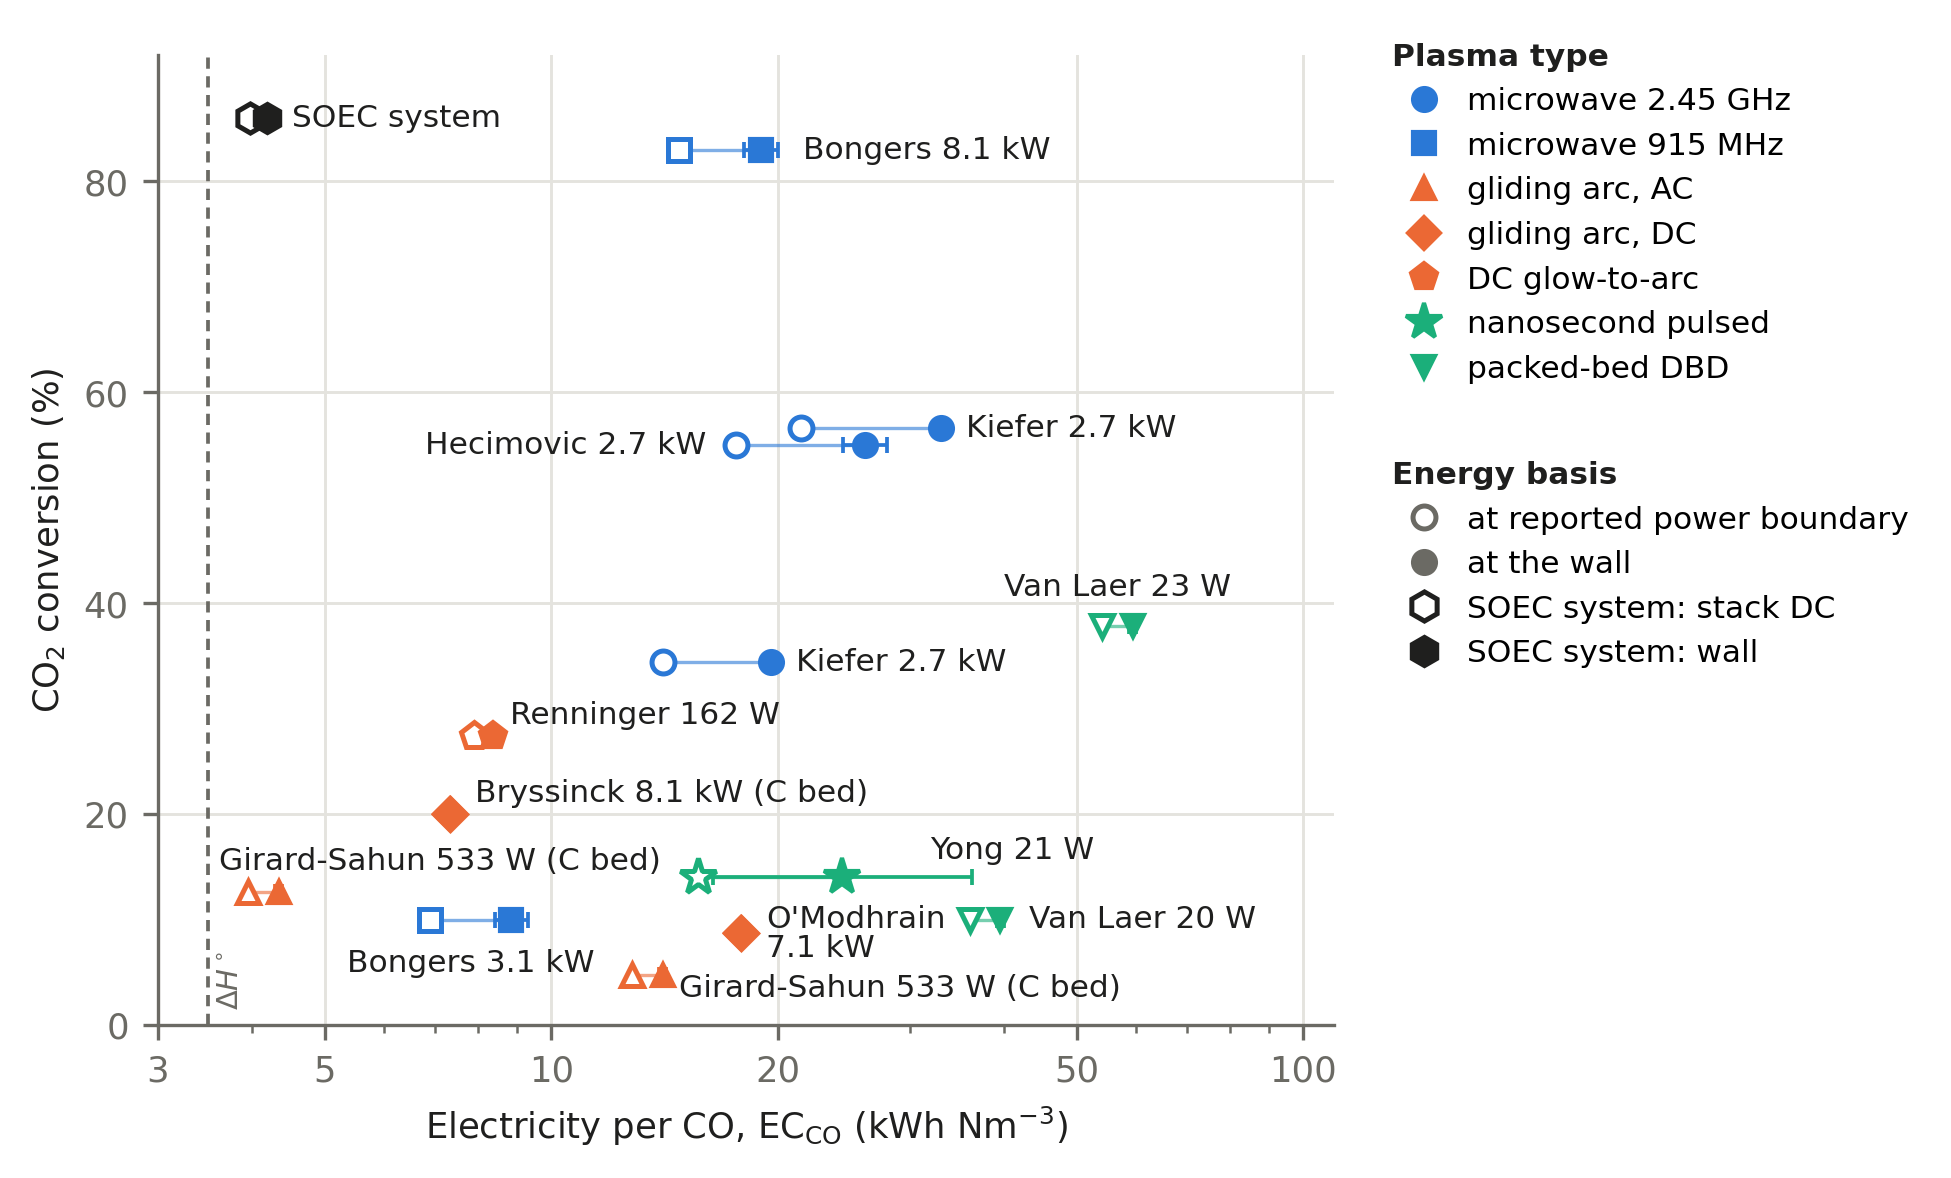 Plasma type
microwave 2.45 GHz
microwave 915 MHz
gliding arc, AC
gliding arc, DC
DC glow-to-arc
nanosecond pulsed
packed-bed DBD
Energy basis
at reported power boundary
at the wall
SOEC system: stack DC
SOEC system: wall
SOEC system
Bongers 8.1 kW
Kiefer 2.7 kW
Hecimovic 2.7 kW
Van Laer 23 W
Kiefer 2.7 kW
Renninger 162 W
Bryssinck 8.1 kW (C bed)
Yong 21 W
Girard-Sahun 533 W (C bed)
O'Modhrain
7.1 kW
Van Laer 20 W
Bongers 3.1 kW
Girard-Sahun 533 W (C bed)
ΔH°
CO₂ conversion (%)
80
60
40
20
0
3 5 10 20 50 100
Electricity per CO, EC_CO (kWh Nm⁻³)